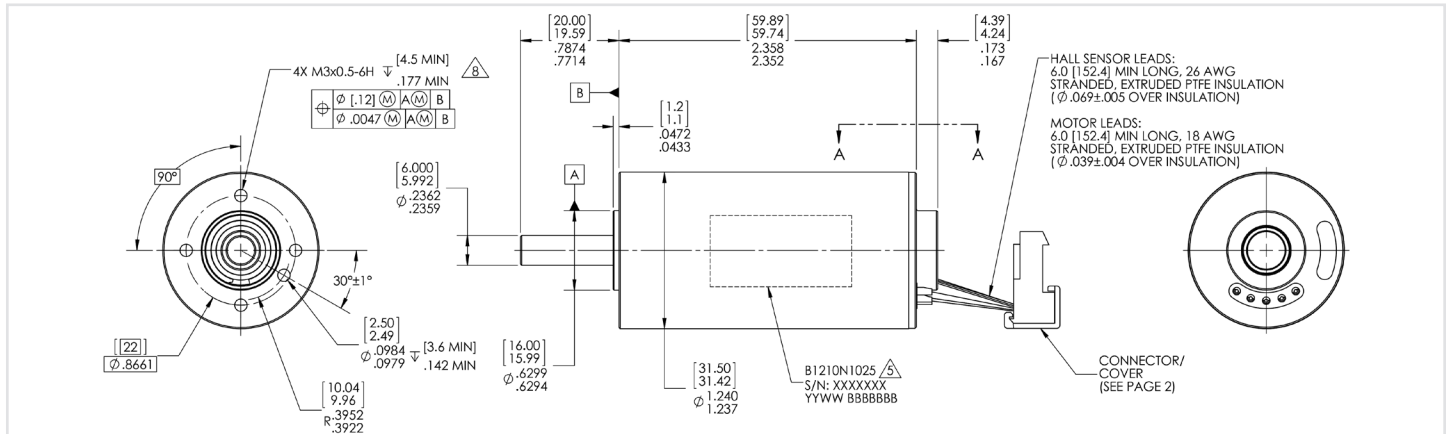 [20.00]
[19.59]
.7874
.7714
[59.89]
[59.74]
2.358
2.352
[4.39]
[4.24]
.173
.167
4X M3x0.5-6H ↧ [4.5 MIN]
.177 MIN
8
⌖ ⌀ [.12] Ⓜ A Ⓜ B
⌀ .0047 Ⓜ A Ⓜ B
B
[1.2]
[1.1]
.0472
.0433
A
A
HALL SENSOR LEADS:
6.0 [152.4] MIN LONG, 26 AWG
STRANDED, EXTRUDED PTFE INSULATION
(⌀.069±.005 OVER INSULATION)
MOTOR LEADS:
6.0 [152.4] MIN LONG, 18 AWG
STRANDED, EXTRUDED PTFE INSULATION
(⌀.039±.004 OVER INSULATION)
90°
[6.000]
[5.992]
⌀ .2362
.2359
A
30°±1°
[22]
⌀.8661
[2.50]
[2.49]
⌀ .0984 ↧ [3.6 MIN]
.0979 .142 MIN
[10.04]
[9.96]
R .3952
.3922
[16.00]
[15.99]
⌀ .6299
.6294
[31.50]
[31.42]
⌀ 1.240
1.237
B1210N1025 5
S/N: XXXXXXX
YYWW BBBBBBB
CONNECTOR/
COVER
(SEE PAGE 2)